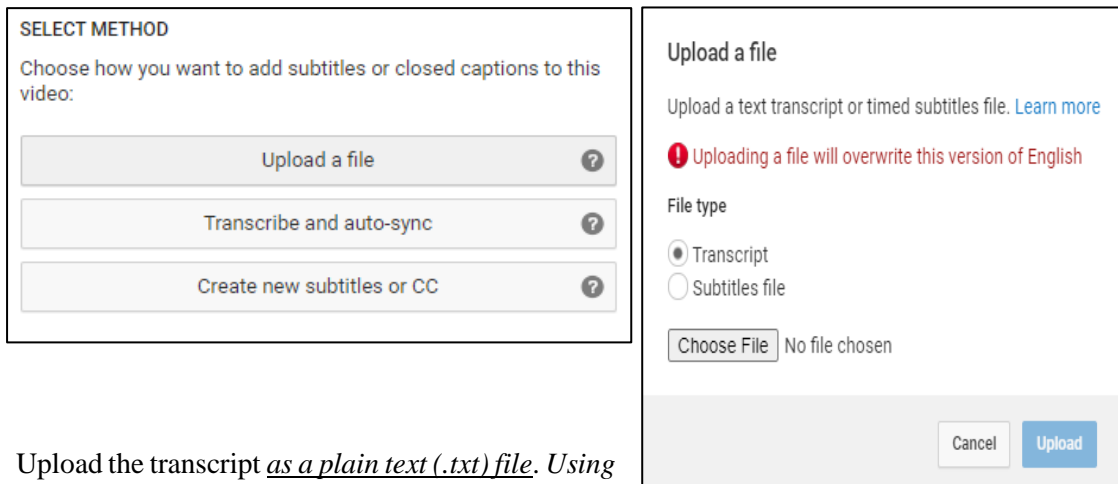 SELECT METHOD
Choose how you want to add subtitles or closed captions to this
video:
Upload a file
Transcribe and auto-sync
Create new subtitles or CC
Upload a file
Upload a text transcript or timed subtitles file. Learn more
Uploading a file will overwrite this version of English
File type
Transcript
Subtitles file
Choose File No file chosen
Cancel Upload
Upload the transcript as a plain text (.txt) file. Using